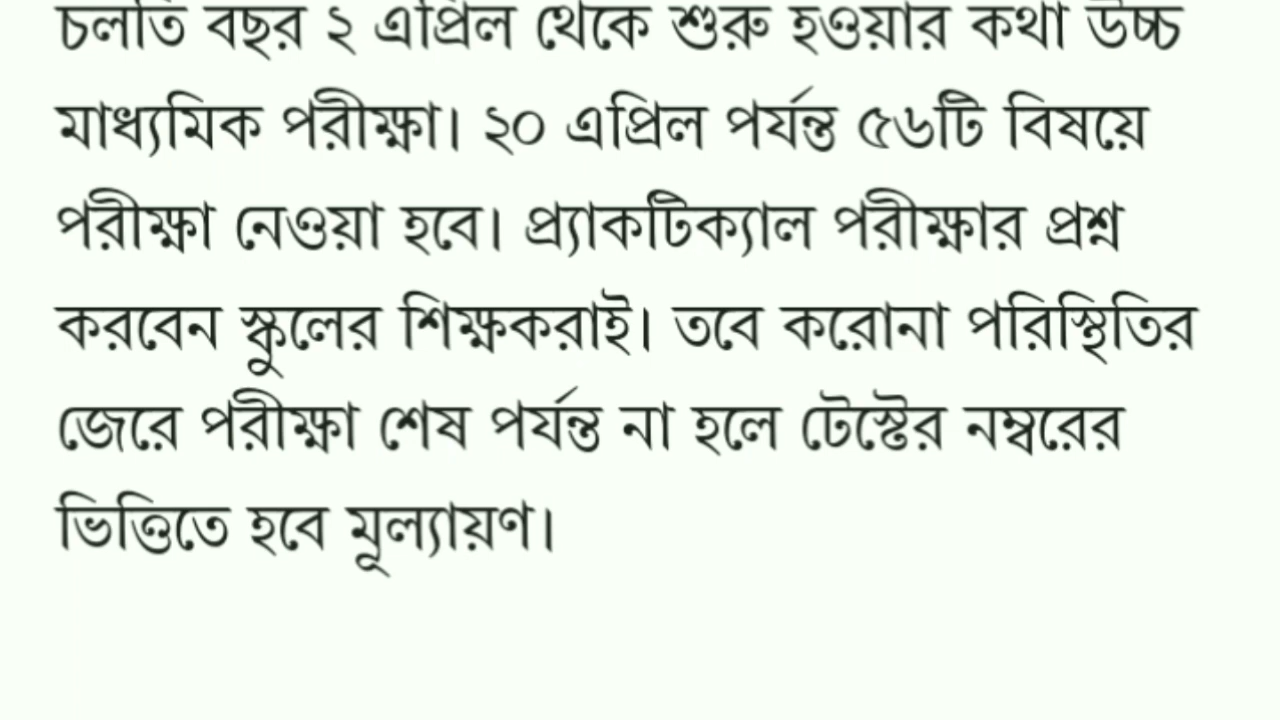 চলতি বছর ২ এপ্রিল থেকে শুরু হওয়ার কথা উচ্চ
মাধ্যমিক পরীক্ষা। ২০ এপ্রিল পর্যন্ত ৫৬টি বিষয়ে
পরীক্ষা নেওয়া হবে। প্র্যাকটিক্যাল পরীক্ষার প্রশ্ন
করবেন স্কুলের শিক্ষকরাই। তবে করোনা পরিস্থিতির
জেরে পরীক্ষা শেষ পর্যন্ত না হলে টেস্টের নম্বরের
ভিত্তিতে হবে মূল্যায়ণ।